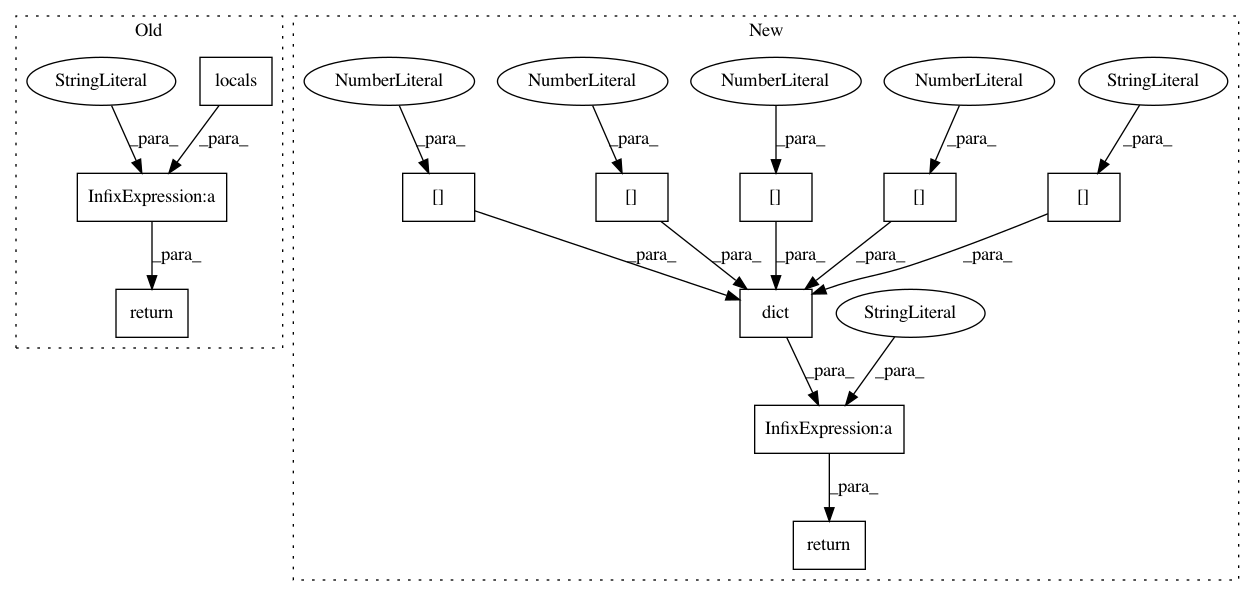 Old
New
StringLiteral
locals
NumberLiteral
NumberLiteral
NumberLiteral
NumberLiteral
StringLiteral
_para_
_para_
_para_
_para_
_para_
_para_
_para_
InfixExpression:a
[]
[]
[]
[]
[]
_para_
_para_
_para_
_para_
_para_
_para_
return
dict
StringLiteral
_para_
_para_
InfixExpression:a
_para_
return